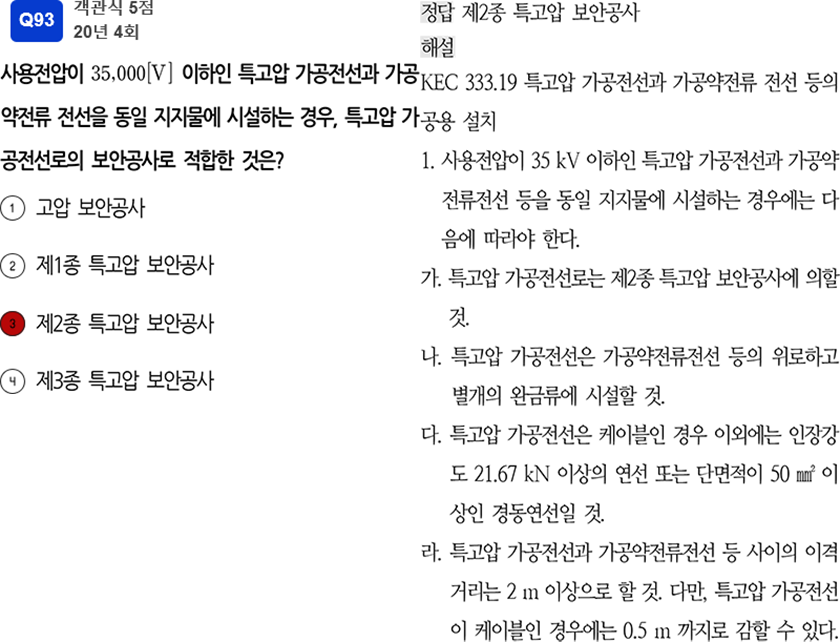 Q93
객관식 5점
20년 4회
사용전압이 35,000[V] 이하인 특고압 가공전선과 가공
약전류 전선을 동일 지지물에 시설하는 경우, 특고압 가
공전선로의 보안공사로 적합한 것은?
1 고압 보안공사
2 제1종 특고압 보안공사
3 제2종 특고압 보안공사
4 제3종 특고압 보안공사
정답 제2종 특고압 보안공사
해설
KEC 333.19 특고압 가공전선과 가공약전류 전선 등의
공용 설치
1. 사용전압이 35 kV 이하인 특고압 가공전선과 가공약
전류전선 등을 동일 지지물에 시설하는 경우에는 다
음에 따라야 한다.
가. 특고압 가공전선로는 제2종 특고압 보안공사에 의할
것.
나. 특고압 가공전선은 가공약전류전선 등의 위로하고
별개의 완금류에 시설할 것.
다. 특고압 가공전선은 케이블인 경우 이외에는 인장강
도 21.67 kN 이상의 연선 또는 단면적이 50 ㎟ 이
상인 경동연선일 것.
라. 특고압 가공전선과 가공약전류전선 등 사이의 이격
거리는 2 m 이상으로 할 것. 다만, 특고압 가공전선
이 케이블인 경우에는 0.5 m 까지로 감할 수 있다.